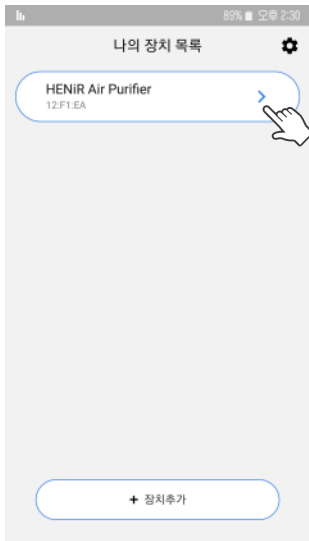 89% 오후 2:30
나의 장치 목록
HENiR Air Purifier
12:F1:EA
+ 장치추가